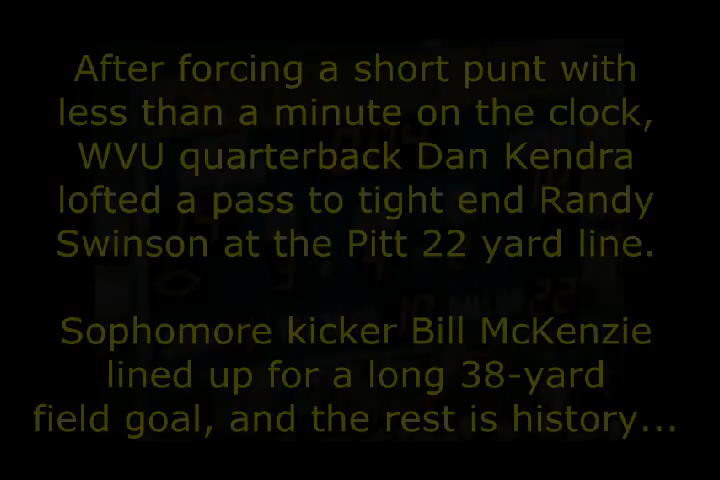 After forcing a short punt with
less than a minute on the clock,
WVU quarterback Dan Kendra
lofted a pass to tight end Randy
Swinson at the Pitt 22 yard line.
Sophomore kicker Bill McKenzie
lined up for a long 38-yard
field goal, and the rest is history...